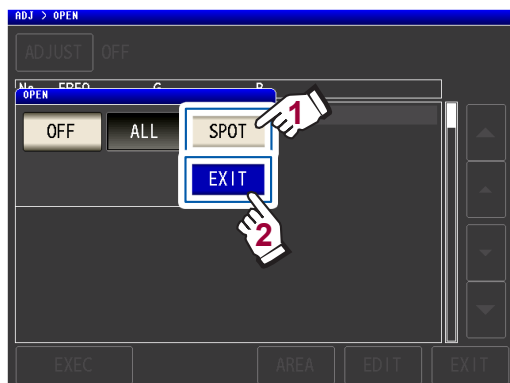 ADJ > OPEN
ADJUST OFF
No. FREQ G B
OPEN
OFF ALL SPOT
1
EXIT
2
EXEC AREA EDIT EXIT